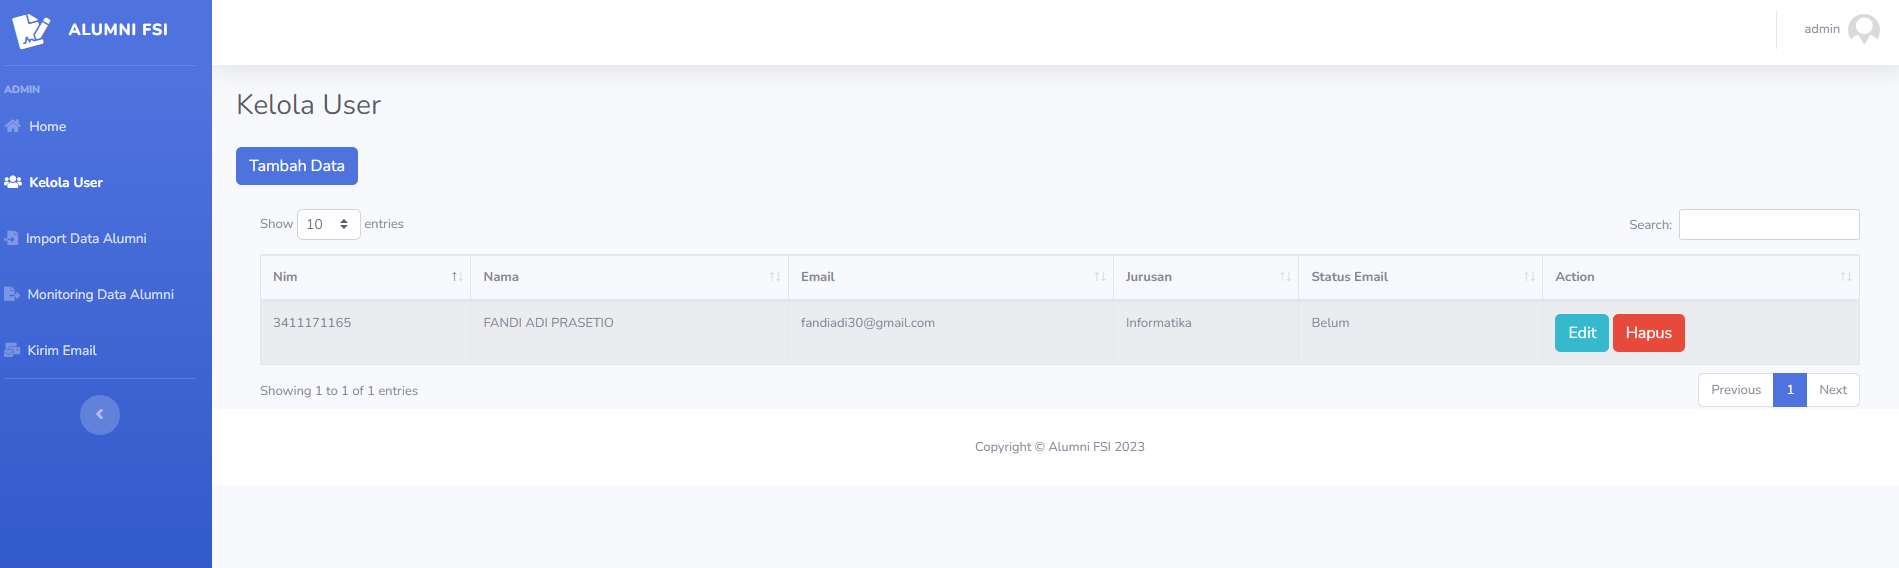 ALUMNI FSI
admin
ADMIN
Home
Kelola User
Import Data Alumni
Monitoring Data Alumni
Kirim Email
Kelola User
Tambah Data
Show 10 entries
Search:
Nim Nama Email Jurusan Status Email Action
3411171165 FANDI ADI PRASETIO fandiadi30@gmail.com Informatika Belum Edit Hapus
Showing 1 to 1 of 1 entries
Previous 1 Next
Copyright © Alumni FSI 2023